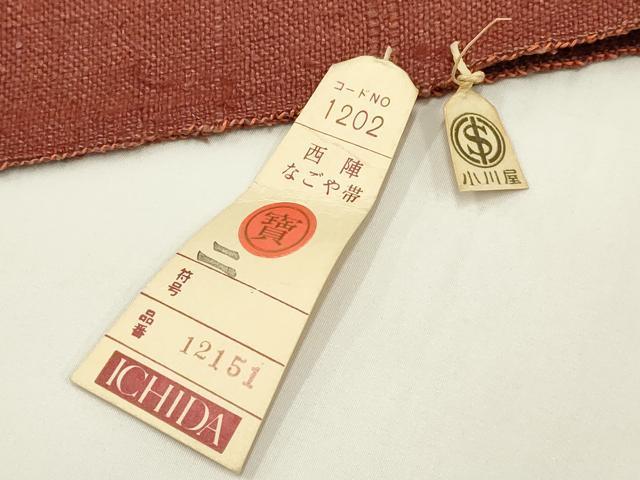 コードNO
1202
西陣
なごや帯
寶
二
符号
品番 12151
ICHIDA
小川屋